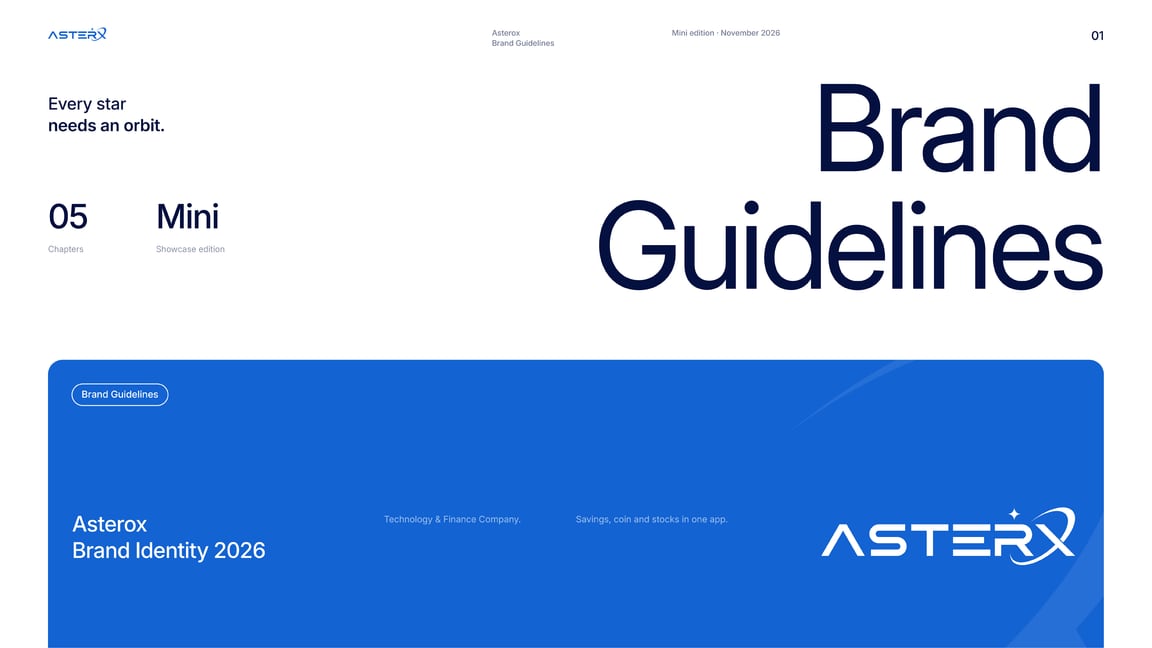 ASTERX
Asterox
Brand Guidelines
Mini edition · November 2026
01
Every star
needs an orbit.
Brand
Guidelines
05
Chapters
Mini
Showcase edition
Brand Guidelines
Asterox
Brand Identity 2026
Technology & Finance Company.
Savings, coin and stocks in one app.
ASTERX